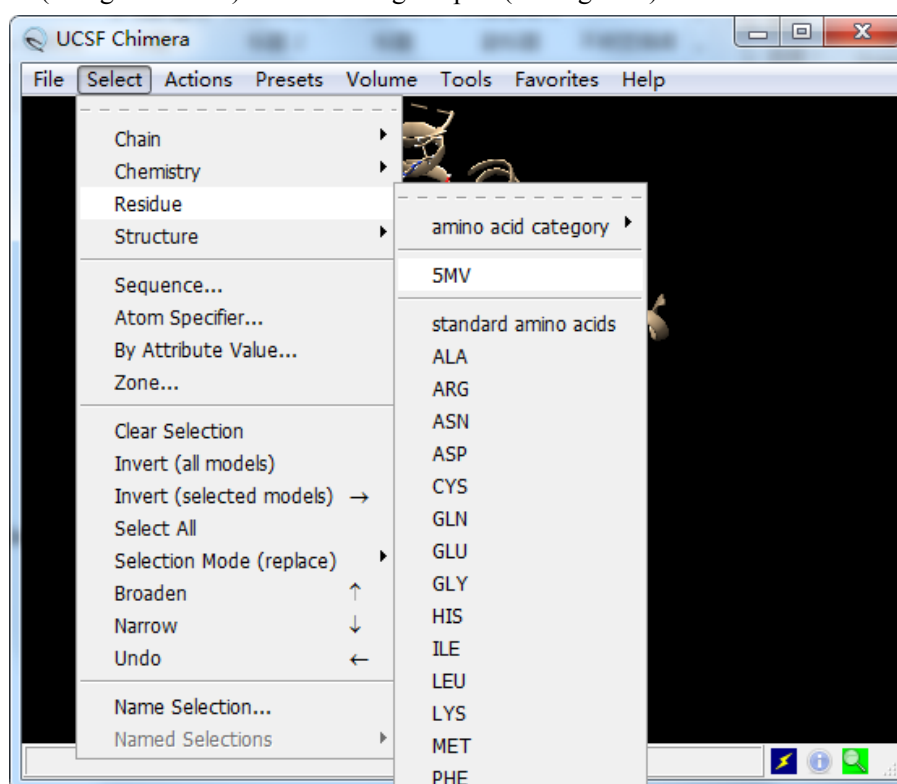 UCSF Chimera
File Select Actions Presets Volume Tools Favorites Help
Chain
Chemistry
Residue
Structure
Sequence...
Atom Specifier...
By Attribute Value...
Zone...
Clear Selection
Invert (all models)
Invert (selected models) →
Select All
Selection Mode (replace)
Broaden ↑
Narrow ↓
Undo ←
Name Selection...
Named Selections
amino acid category
5MV
standard amino acids
ALA
ARG
ASN
ASP
CYS
GLN
GLU
GLY
HIS
ILE
LEU
LYS
MET
PHE